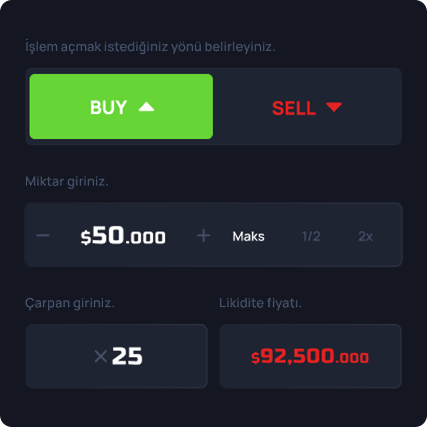 İşlem açmak istediğiniz yönü belirleyiniz.
BUY SELL
Miktar giriniz.
− $50.000 + Maks 1/2 2x
Çarpan giriniz. Likidite fiyatı.
×25 $92,500.000